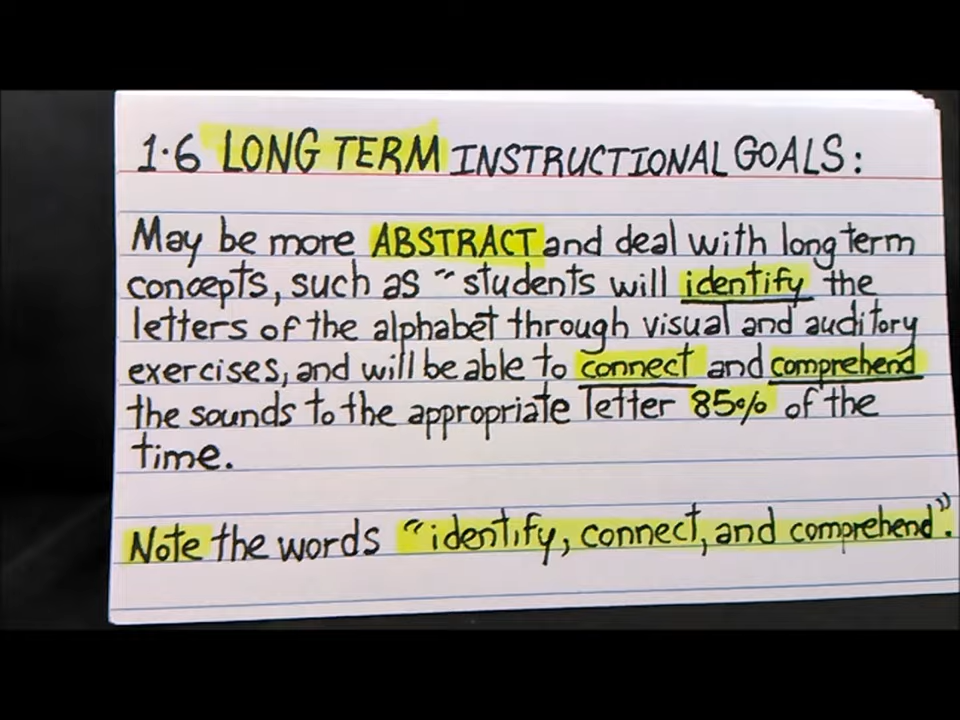 1.6 LONG TERM INSTRUCTIONAL GOALS:
May be more ABSTRACT and deal with long term
concepts, such as "students will identify the
letters of the alphabet through visual and auditory
exercises, and will be able to connect and comprehend
the sounds to the appropriate letter 85% of the
time.
Note the words "identify, connect, and comprehend".